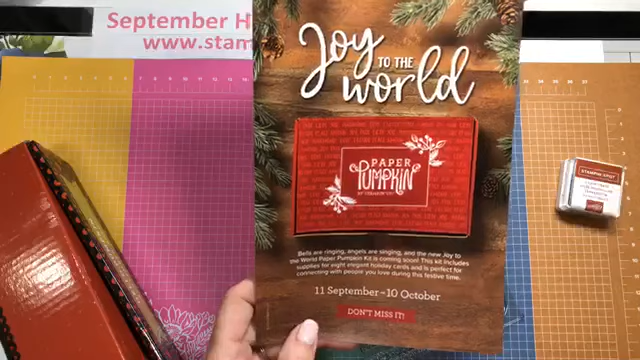 September H
www.stam
Joy
TO THE
world
PAPER
PUMPKIN
BY STAMPIN' UP!
Bells are ringing, angels are singing, and the new Joy to
the World Paper Pumpkin Kit is coming soon! This kit includes
supplies for eight elegant holiday cards and is perfect for
connecting with people you love during this festive time.
11 September–10 October
DON'T MISS IT!
STAMPIN' SPOT